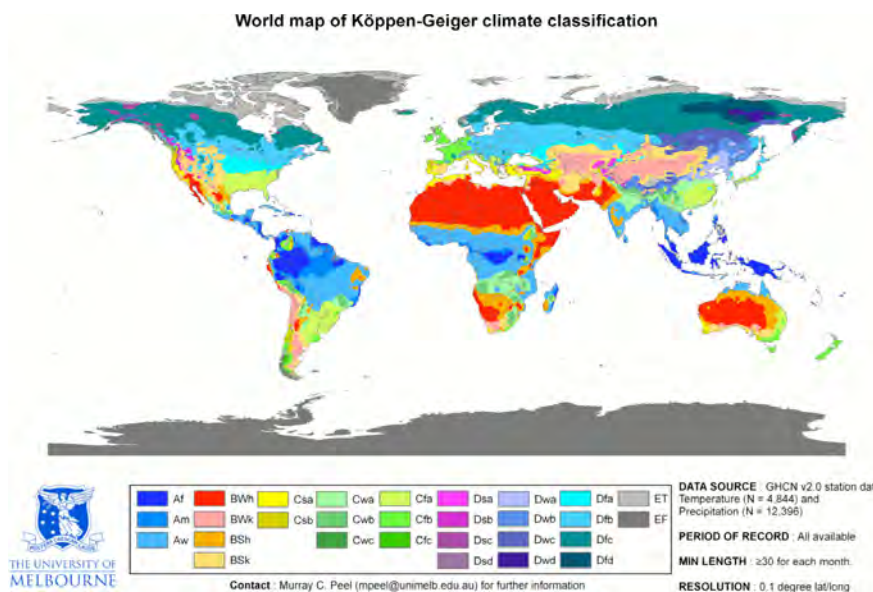 World map of Köppen-Geiger climate classification
Af
Am
Aw
BWh
BWk
BSh
BSk
Csa
Csb
Cwa
Cwb
Cwc
Cfa
Cfb
Cfc
Dsa
Dsb
Dsc
Dsd
Dwa
Dwb
Dwc
Dwd
Dfa
Dfb
Dfc
Dfd
ET
EF
DATA SOURCE : GHCN v2.0 station dat
Temperature (N = 4,844) and
Precipitation (N = 12,396)
PERIOD OF RECORD : All available
MIN LENGTH : ≥30 for each month.
RESOLUTION : 0.1 degree lat/long
THE UNIVERSITY OF
MELBOURNE
Contact : Murray C. Peel (mpeel@unimelb.edu.au) for further information